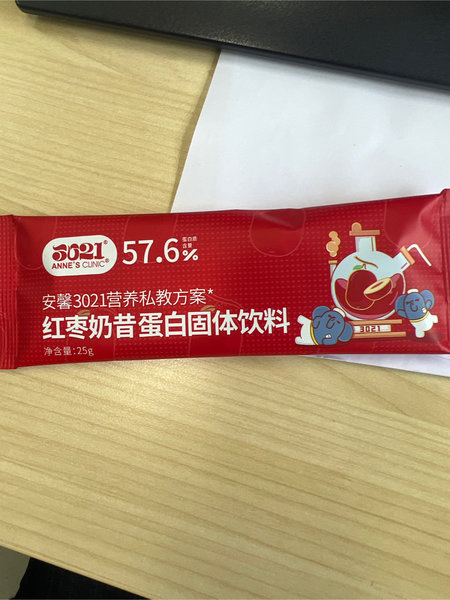 3021®
ANNE'S CLINIC®
57.6%
蛋白质
含量
安馨3021营养私教方案*
红枣奶昔蛋白固体饮料
净含量:25g
3021